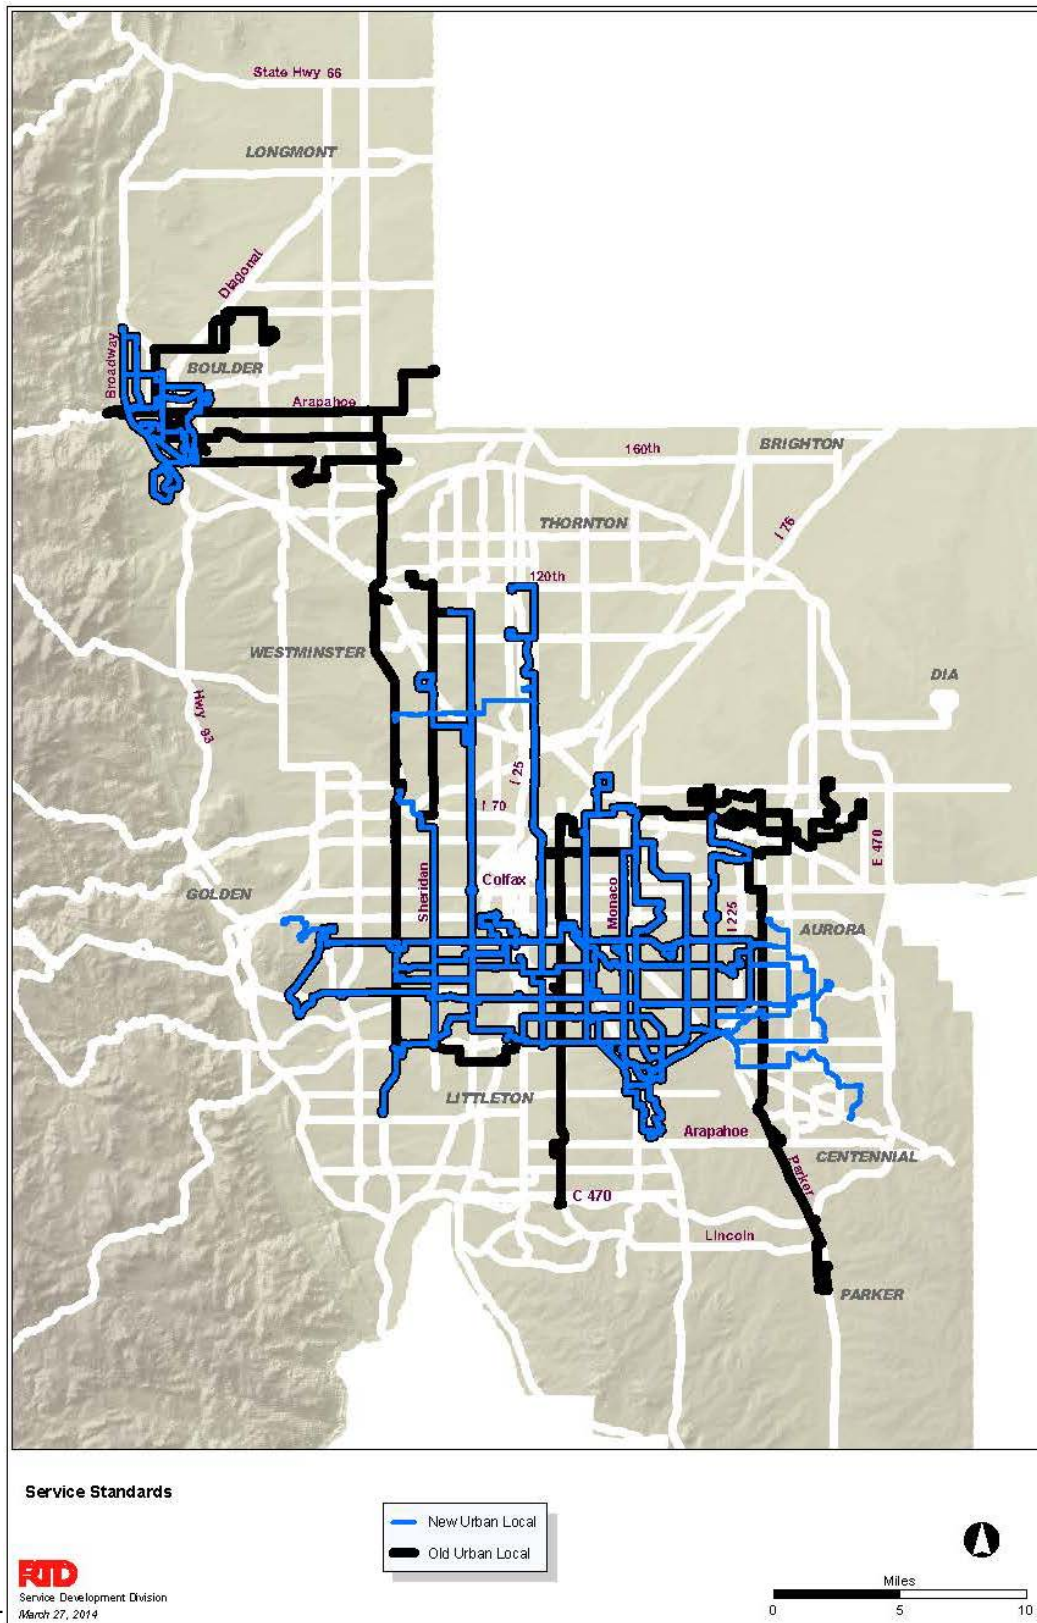 State Hwy 66
LONGMONT
Diagonal
Broadway
BOULDER
Arapahoe
160th
BRIGHTON
THORNTON
I 76
120th
WESTMINSTER
DIA
Hwy 93
I 25
I 70
E 470
Sheridan
Colfax
Monaco
I 225
GOLDEN
AURORA
LITTLETON
Arapahoe
CENTENNIAL
Parker
C 470
Lincoln
PARKER
Service Standards
New Urban Local
Old Urban Local
RTD
Service Development Division
March 27, 2014
Miles
0 5 10